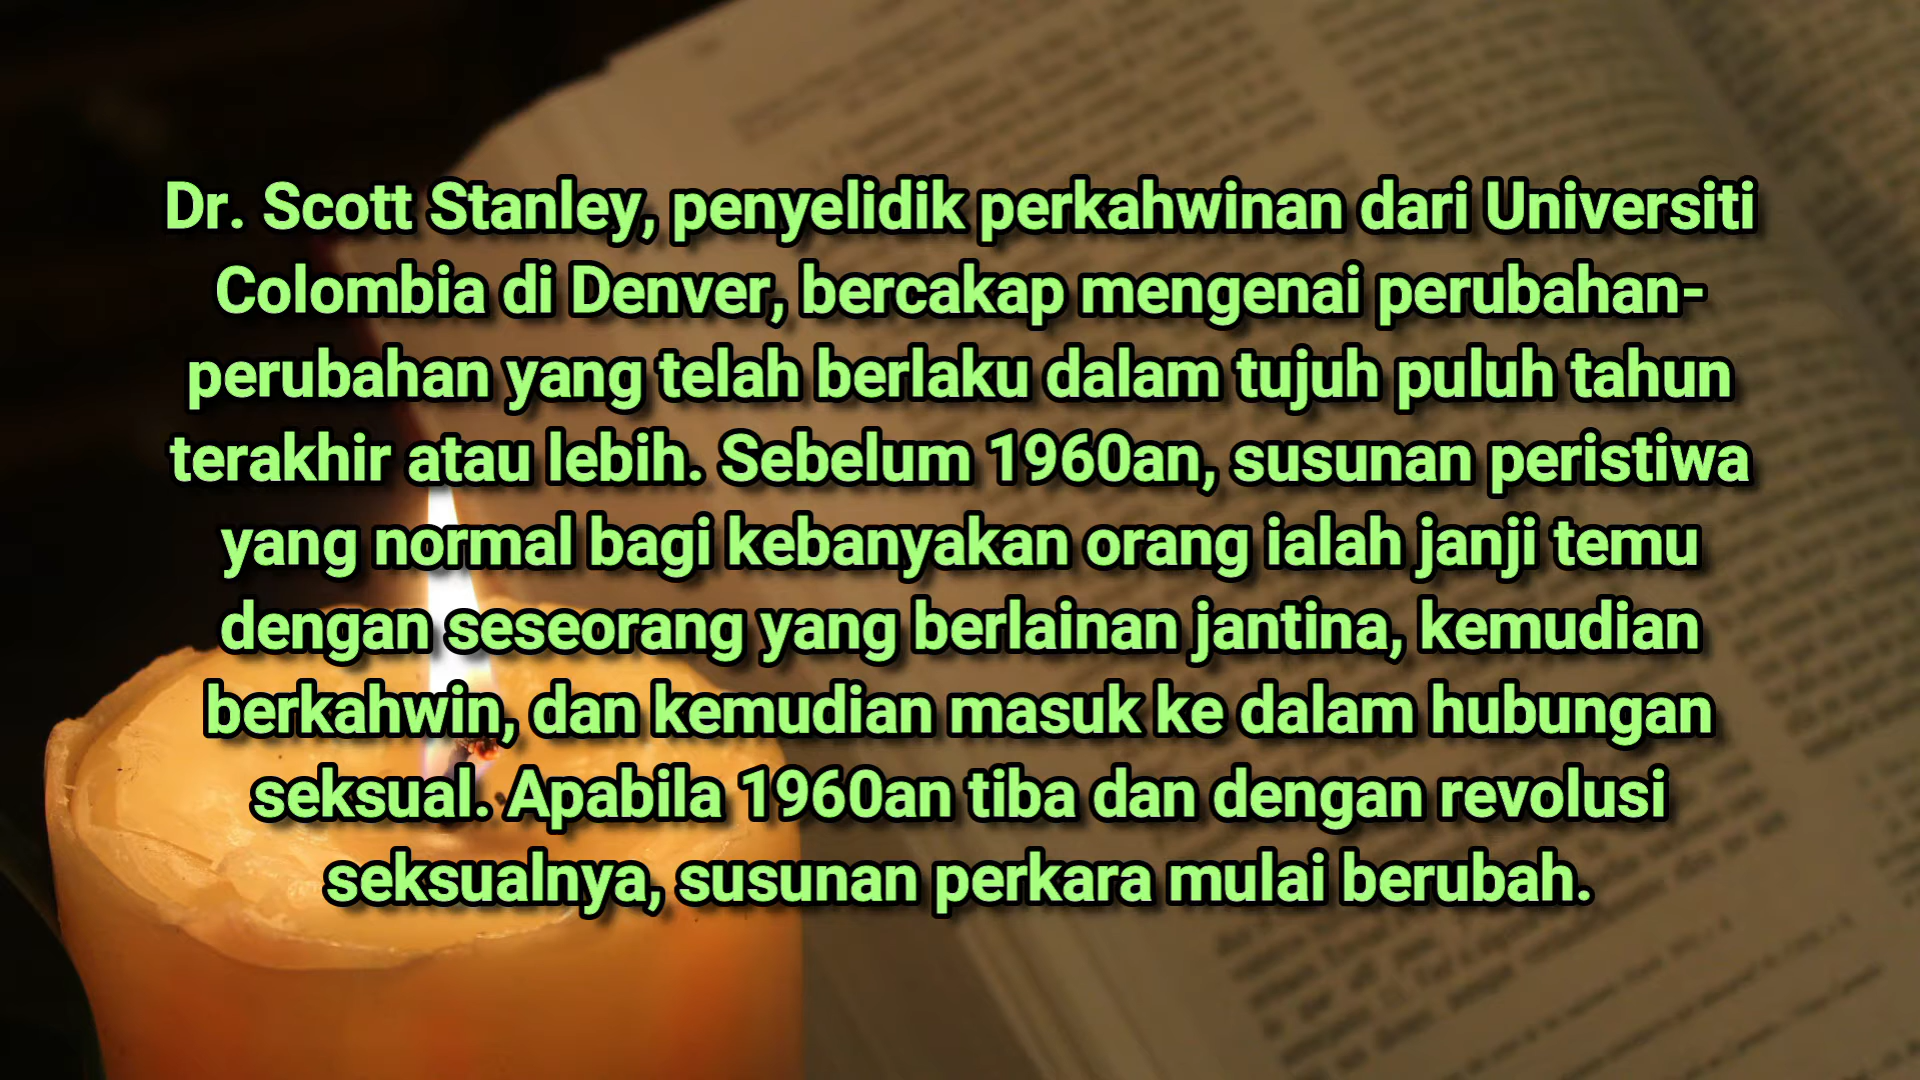 Dr. Scott Stanley, penyelidik perkahwinan dari Universiti
Colombia di Denver, bercakap mengenai perubahan-
perubahan yang telah berlaku dalam tujuh puluh tahun
terakhir atau lebih. Sebelum 1960an, susunan peristiwa
yang normal bagi kebanyakan orang ialah janji temu
dengan seseorang yang berlainan jantina, kemudian
berkahwin, dan kemudian masuk ke dalam hubungan
seksual. Apabila 1960an tiba dan dengan revolusi
seksualnya, susunan perkara mulai berubah.